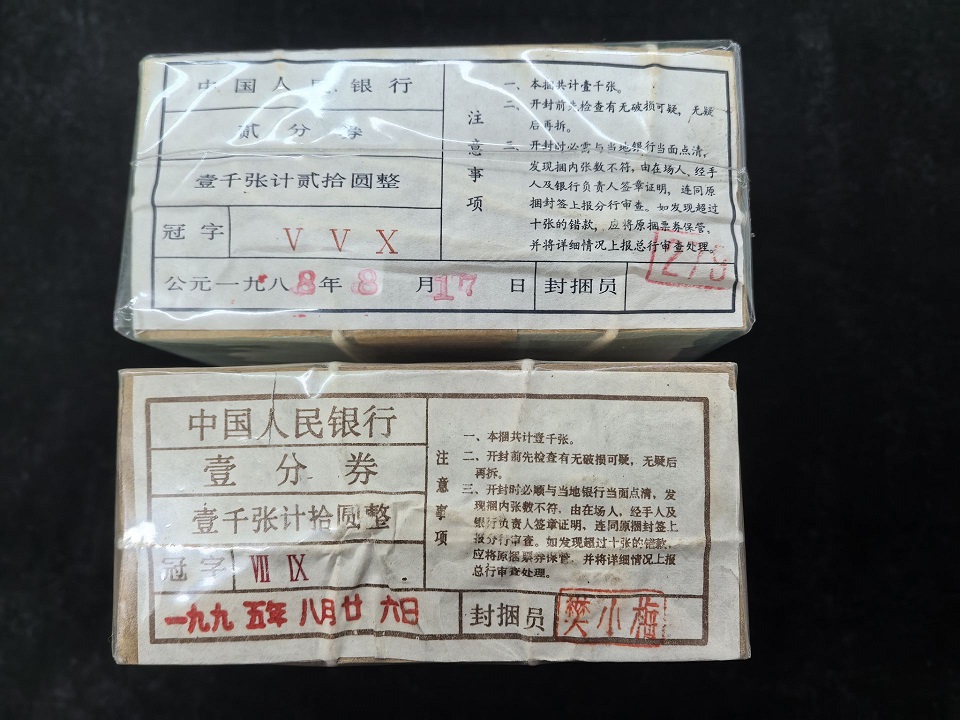 中国人民银行
贰分券
壹千张计贰拾圆整
冠字 V V X
公元一九八8年8月17日 封捆员
注意事项
一、本捆共计壹千张。
二、开封前先检查有无破损可疑，无疑
后再拆。
三、开封时必需与当地银行当面点清，
发现捆内张数不符，由在场人、经手
人及银行负责人签章证明，连同原
捆封签上报分行审查。如发现超过
十张的错款，应将原捆票券保管，
并将详细情况上报总行审查处理。
中国人民银行
壹分券
壹千张计拾圆整
冠字 Ⅶ Ⅸ
一九九五年八月廿六日 封捆员 樊小梅
注意事项
一、本捆共计壹千张。
二、开封前先检查有无破损可疑，无疑后
再拆。
三、开封时必顺与当地银行当面点清，发
现捆内张数不符，由在场人，经手人及
银行负责人签章证明，连同原捆封签上
报分行审查。如发现超过十张的错款，
应将原捆票券保管，并将详细情况上报
总行审查处理。